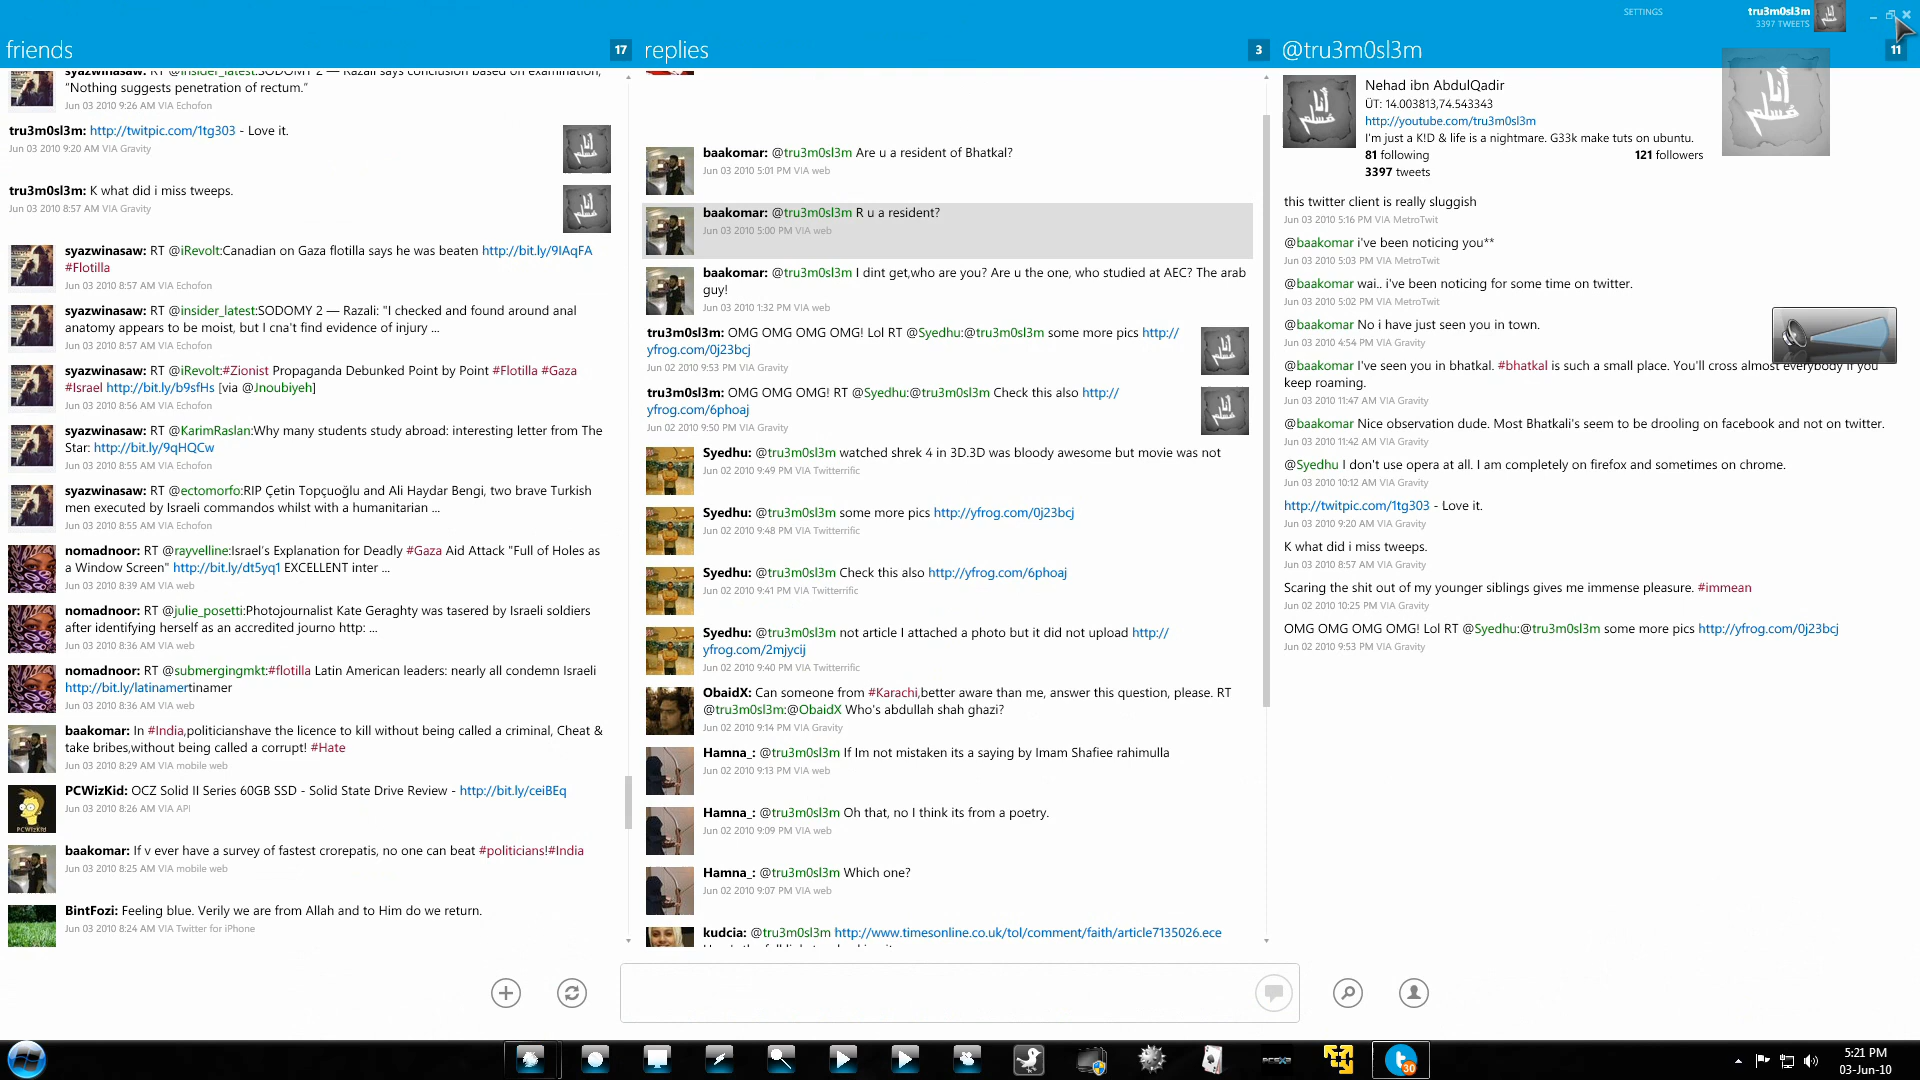 SETTINGS
tru3m0sl3m
3397 TWEETS
friends
17
replies
3
@tru3m0sl3m
11
syazwinasaw: RT @insider_latest:SODOMY 2 — Razali says conclusion based on examination,
"Nothing suggests penetration of rectum."
Jun 03 2010 9:26 AM VIA Echofon
tru3m0sl3m: http://twitpic.com/1tg303 - Love it.
Jun 03 2010 9:20 AM VIA Gravity
tru3m0sl3m: K what did i miss tweeps.
Jun 03 2010 8:57 AM VIA Gravity
syazwinasaw: RT @iRevolt:Canadian on Gaza flotilla says he was beaten http://bit.ly/9IAqFA
#Flotilla
Jun 03 2010 8:57 AM VIA Echofon
syazwinasaw: RT @insider_latest:SODOMY 2 — Razali: "I checked and found around anal
anatomy appears to be moist, but I cna't find evidence of injury ...
Jun 03 2010 8:57 AM VIA Echofon
syazwinasaw: RT @iRevolt:#Zionist Propaganda Debunked Point by Point #Flotilla #Gaza
#Israel http://bit.ly/b9sfHs [via @Jnoubiyeh]
Jun 03 2010 8:56 AM VIA Echofon
syazwinasaw: RT @KarimRaslan:Why many students study abroad: interesting letter from The
Star: http://bit.ly/9qHQCw
Jun 03 2010 8:55 AM VIA Echofon
syazwinasaw: RT @ectomorfo:RIP Çetin Topçuoğlu and Ali Haydar Bengi, two brave Turkish
men executed by Israeli commandos whilst with a humanitarian ...
Jun 03 2010 8:55 AM VIA Echofon
nomadnoor: RT @rayvelline:Israel's Explanation for Deadly #Gaza Aid Attack "Full of Holes as
a Window Screen" http://bit.ly/dt5yq1 EXCELLENT inter ...
Jun 03 2010 8:39 AM VIA web
nomadnoor: RT @julie_posetti:Photojournalist Kate Geraghty was tasered by Israeli soldiers
after identifying herself as an accredited journo http: ...
Jun 03 2010 8:36 AM VIA web
nomadnoor: RT @submergingmkt:#flotilla Latin American leaders: nearly all condemn Israeli
http://bit.ly/latinamertinamer
Jun 03 2010 8:36 AM VIA web
baakomar: In #India,politicianshave the licence to kill without being called a criminal, Cheat &
take bribes,without being called a corrupt! #Hate
Jun 03 2010 8:29 AM VIA mobile web
PCWizKid: OCZ Solid II Series 60GB SSD - Solid State Drive Review - http://bit.ly/ceiBEq
Jun 03 2010 8:26 AM VIA API
PCWizKid
baakomar: If v ever have a survey of fastest crorepatis, no one can beat #politicians!#India
Jun 03 2010 8:25 AM VIA mobile web
BintFozi: Feeling blue. Verily we are from Allah and to Him do we return.
Jun 03 2010 8:24 AM VIA Twitter for iPhone
baakomar: @tru3m0sl3m Are u a resident of Bhatkal?
Jun 03 2010 5:01 PM VIA web
baakomar: @tru3m0sl3m R u a resident?
Jun 03 2010 5:00 PM VIA web
baakomar: @tru3m0sl3m I dint get,who are you? Are u the one, who studied at AEC? The arab
guy!
Jun 03 2010 1:32 PM VIA web
tru3m0sl3m: OMG OMG OMG OMG! Lol RT @Syedhu:@tru3m0sl3m some more pics http://
yfrog.com/0j23bcj
Jun 02 2010 9:53 PM VIA Gravity
tru3m0sl3m: OMG OMG OMG! RT @Syedhu:@tru3m0sl3m Check this also http://
yfrog.com/6phoaj
Jun 02 2010 9:50 PM VIA Gravity
Syedhu: @tru3m0sl3m watched shrek 4 in 3D.3D was bloody awesome but movie was not
Jun 02 2010 9:49 PM VIA Twitterrific
Syedhu: @tru3m0sl3m some more pics http://yfrog.com/0j23bcj
Jun 02 2010 9:48 PM VIA Twitterrific
Syedhu: @tru3m0sl3m Check this also http://yfrog.com/6phoaj
Jun 02 2010 9:41 PM VIA Twitterrific
Syedhu: @tru3m0sl3m not article I attached a photo but it did not upload http://
yfrog.com/2mjycij
Jun 02 2010 9:40 PM VIA Twitterrific
ObaidX: Can someone from #Karachi,better aware than me, answer this question, please. RT
@tru3m0sl3m:@ObaidX Who's abdullah shah ghazi?
Jun 02 2010 9:14 PM VIA Gravity
Hamna_: @tru3m0sl3m If Im not mistaken its a saying by Imam Shafiee rahimulla
Jun 02 2010 9:13 PM VIA web
Hamna_: @tru3m0sl3m Oh that, no I think its from a poetry.
Jun 02 2010 9:09 PM VIA web
Hamna_: @tru3m0sl3m Which one?
Jun 02 2010 9:07 PM VIA web
kudcia: @tru3m0sl3m http://www.timesonline.co.uk/tol/comment/faith/article7135026.ece
أنا
مسلم
Nehad ibn AbdulQadir
ÜT: 14.003813,74.543343
http://youtube.com/tru3m0sl3m
I'm just a K!D & life is a nightmare. G33k make tuts on ubuntu.
81 following
121 followers
3397 tweets
this twitter client is really sluggish
Jun 03 2010 5:16 PM VIA MetroTwit
@baakomar i've been noticing you**
Jun 03 2010 5:03 PM VIA MetroTwit
@baakomar wai.. i've been noticing for some time on twitter.
Jun 03 2010 5:02 PM VIA MetroTwit
@baakomar No i have just seen you in town.
Jun 03 2010 4:54 PM VIA Gravity
@baakomar I've seen you in bhatkal. #bhatkal is such a small place. You'll cross almost everybody if you
keep roaming.
Jun 03 2010 11:47 AM VIA Gravity
@baakomar Nice observation dude. Most Bhatkali's seem to be drooling on facebook and not on twitter.
Jun 03 2010 11:42 AM VIA Gravity
@Syedhu I don't use opera at all. I am completely on firefox and sometimes on chrome.
Jun 03 2010 10:12 AM VIA Gravity
http://twitpic.com/1tg303 - Love it.
Jun 03 2010 9:20 AM VIA Gravity
K what did i miss tweeps.
Jun 03 2010 8:57 AM VIA Gravity
Scaring the shit out of my younger siblings gives me immense pleasure. #immean
Jun 02 2010 10:25 PM VIA Gravity
OMG OMG OMG OMG! Lol RT @Syedhu:@tru3m0sl3m some more pics http://yfrog.com/0j23bcj
Jun 02 2010 9:53 PM VIA Gravity
PCSX2
30
5:21 PM
03-Jun-10